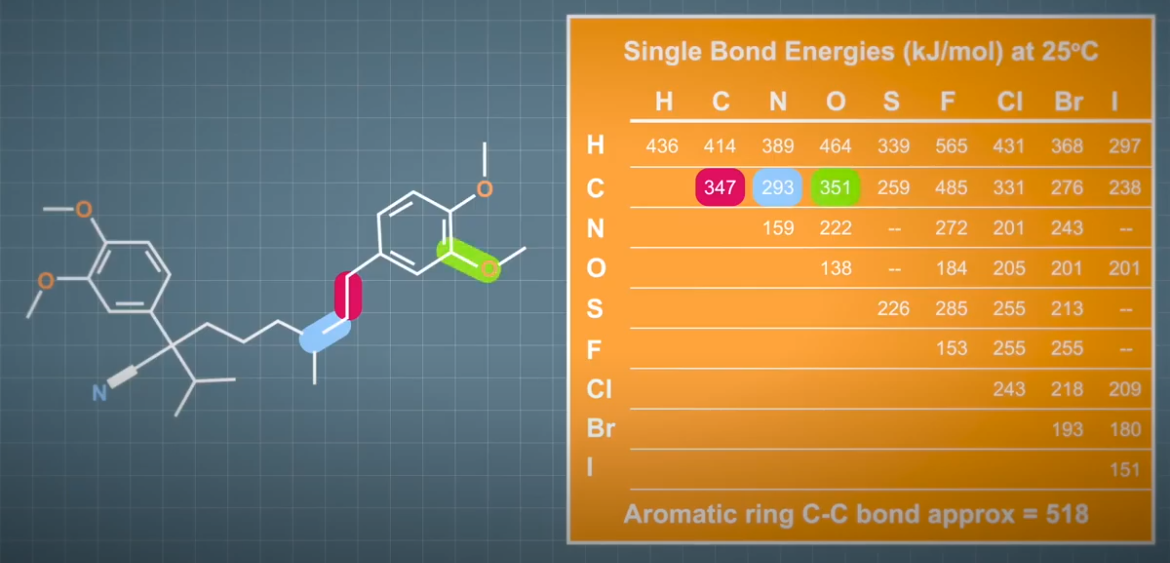 Single Bond Energies (kJ/mol) at 25°C
H C N O S F Cl Br I
H 436 414 389 464 339 565 431 368 297
C 347 293 351 259 485 331 276 238
N 159 222 -- 272 201 243 --
O 138 -- 184 205 201 201
S 226 285 255 213 --
F 153 255 255 --
Cl 243 218 209
Br 193 180
I 151
Aromatic ring C-C bond approx = 518
O
O
O
O
N